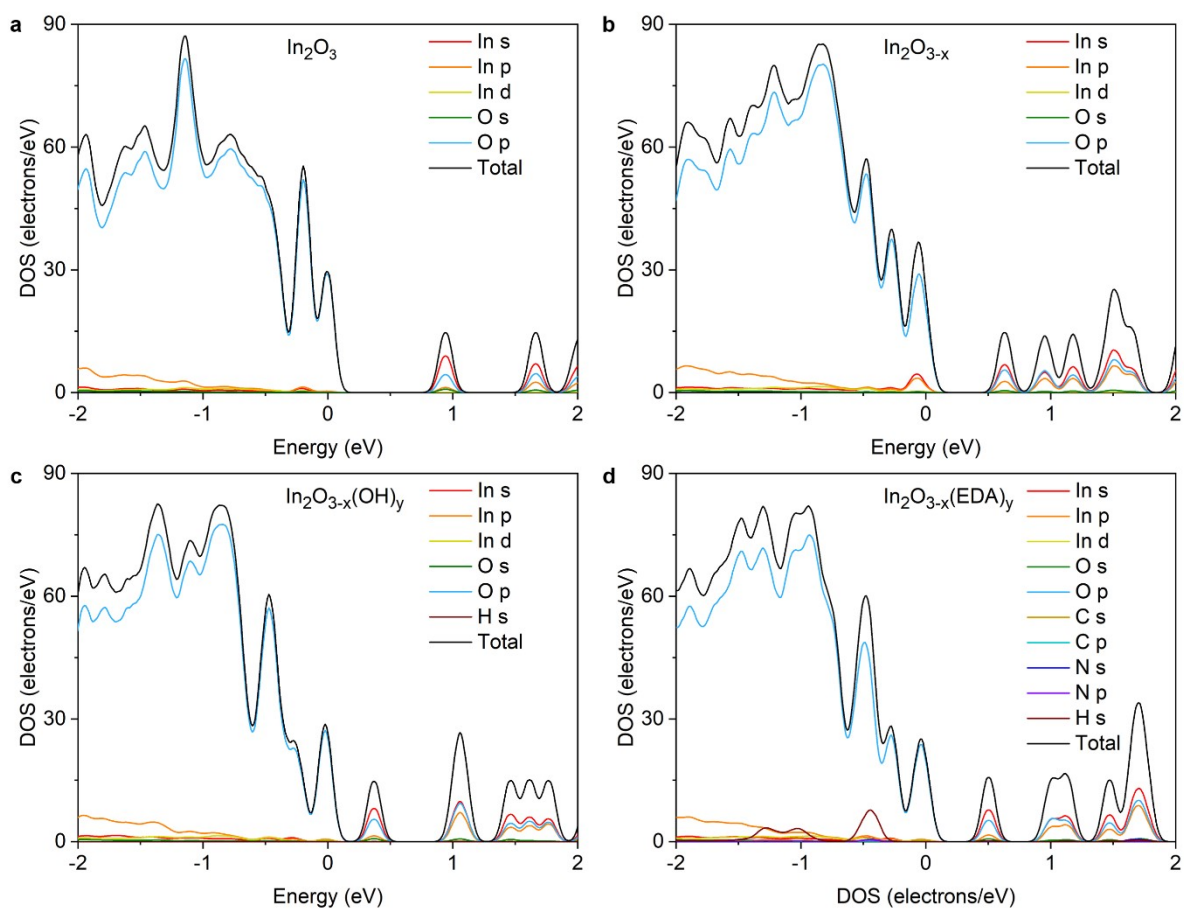 a
In₂O₃
90
60
30
0
DOS (electrons/eV)
In s
In p
In d
O s
O p
Total
-2
-1
0
1
2
Energy (eV)
b
In₂O₃₋ₓ
90
60
30
0
DOS (electrons/eV)
In s
In p
In d
O s
O p
Total
-2
-1
0
1
2
Energy (eV)
c
In₂O₃₋ₓ(OH)ᵧ
90
60
30
0
DOS (electrons/eV)
In s
In p
In d
O s
O p
H s
Total
-2
-1
0
1
2
Energy (eV)
d
In₂O₃₋ₓ(EDA)ᵧ
90
60
30
0
DOS (electrons/eV)
In s
In p
In d
O s
O p
C s
C p
N s
N p
H s
Total
-2
-1
0
1
2
DOS (electrons/eV)